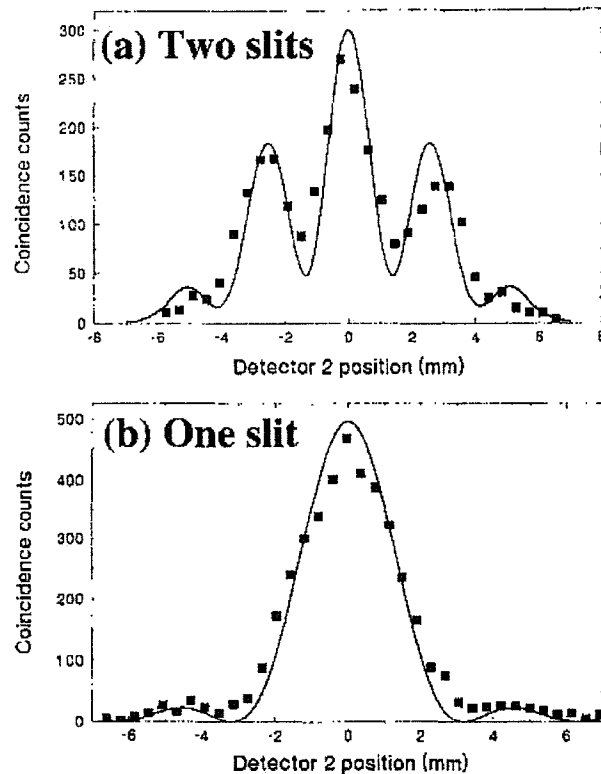 (a) Two slits
300
250
200
150
100
50
0
Coincidence counts
-8 -6 -4 -2 0 2 4 6 8
Detector 2 position (mm)
(b) One slit
500
400
300
200
100
0
Coincidence counts
-6 -4 -2 0 2 4 6
Detector 2 position (mm)